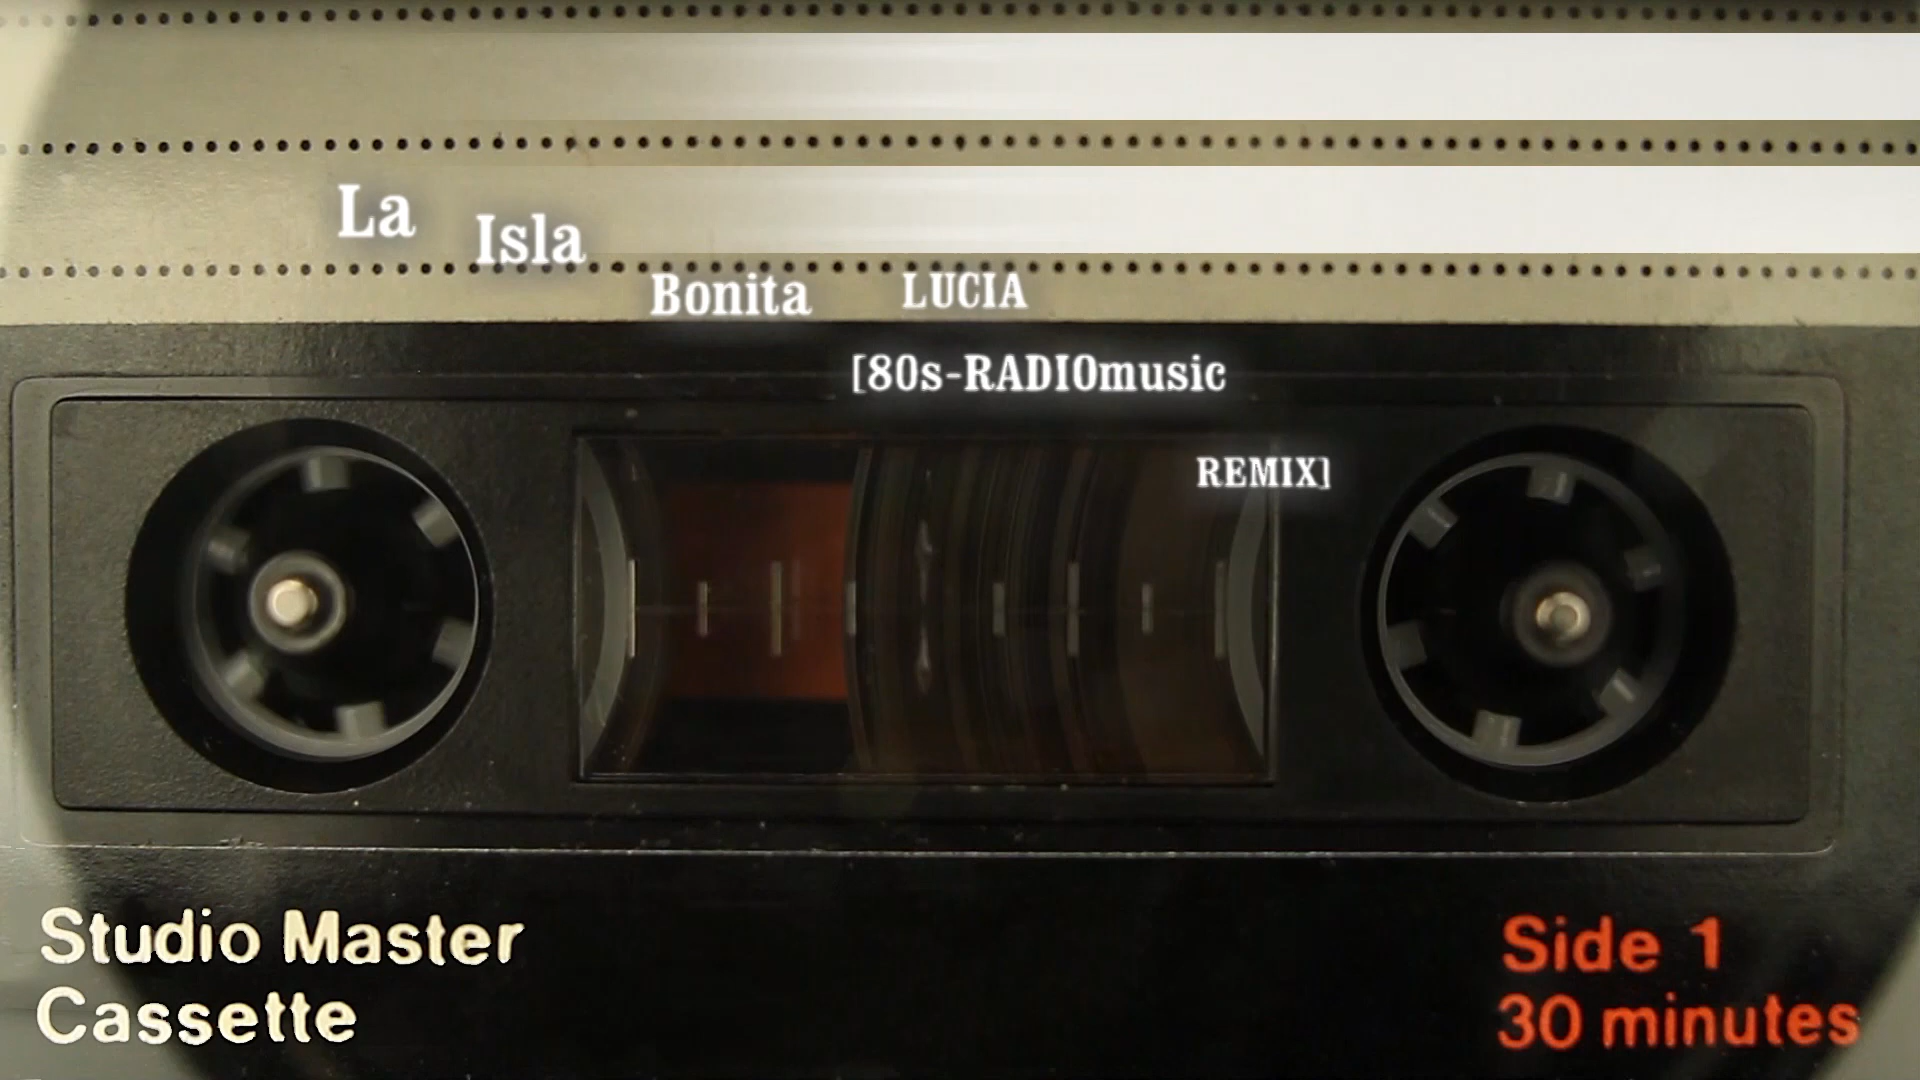 La Isla Bonita LUCIA
[80s-RADIOmusic
REMIX]
Studio Master
Cassette
Side 1
30 minutes